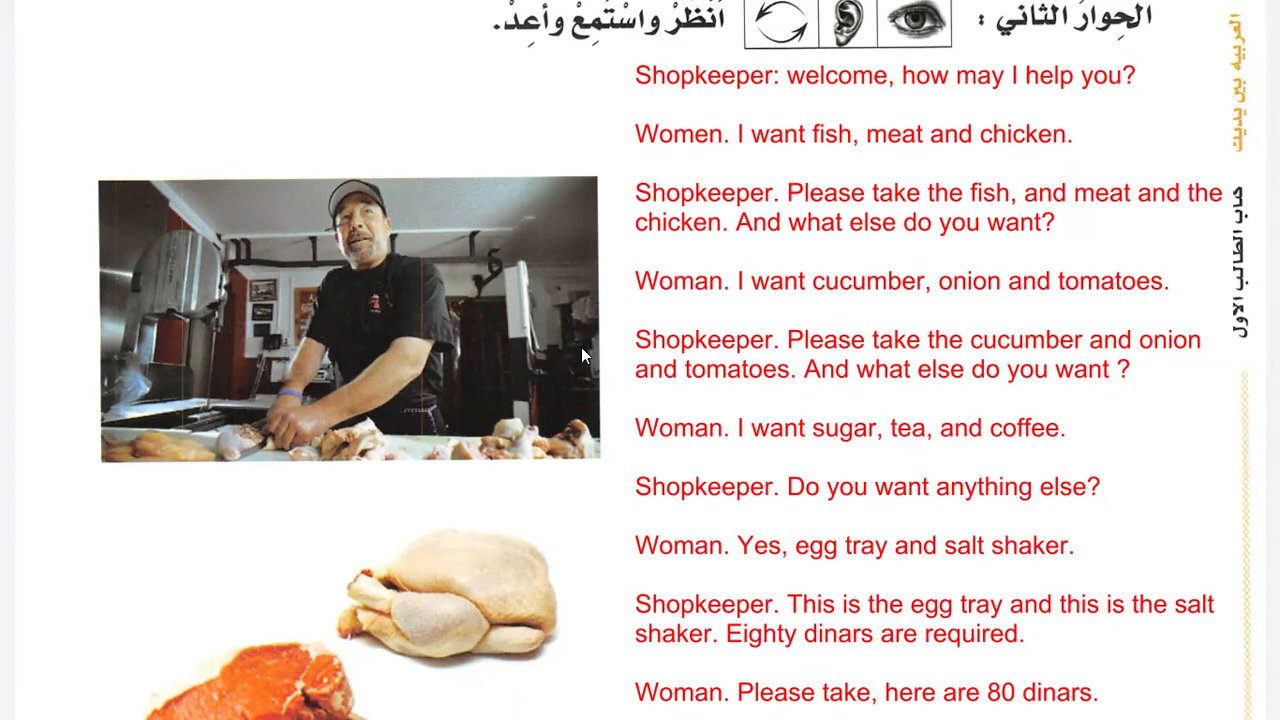 الحِوارُ الثاني : اُنْظُرْ واسْتَمِعْ وأعِدْ.
Shopkeeper: welcome, how may I help you?
Women. I want fish, meat and chicken.
Shopkeeper. Please take the fish, and meat and the
chicken. And what else do you want?
Woman. I want cucumber, onion and tomatoes.
Shopkeeper. Please take the cucumber and onion
and tomatoes. And what else do you want ?
Woman. I want sugar, tea, and coffee.
Shopkeeper. Do you want anything else?
Woman. Yes, egg tray and salt shaker.
Shopkeeper. This is the egg tray and this is the salt
shaker. Eighty dinars are required.
Woman. Please take, here are 80 dinars.
العربية بين يديك
كتاب الطالب الأول